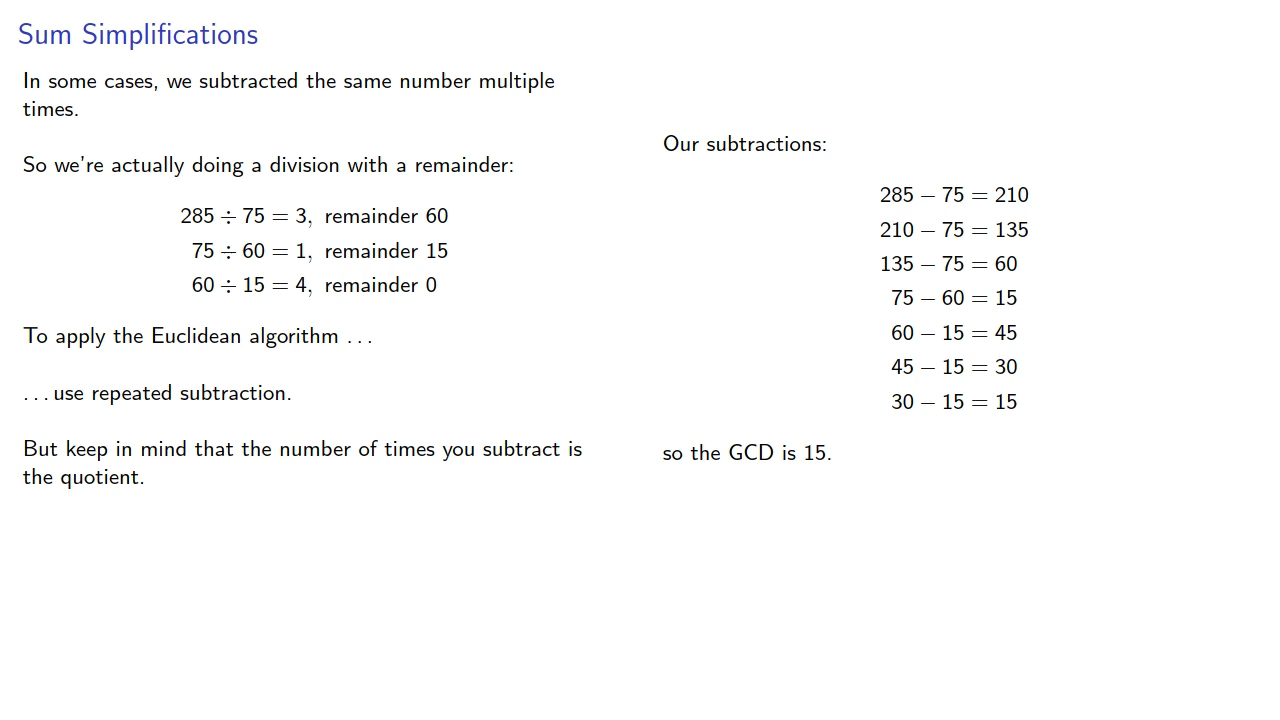 Sum Simplifications
In some cases, we subtracted the same number multiple
times.
So we're actually doing a division with a remainder:
285 ÷ 75 = 3, remainder 60
75 ÷ 60 = 1, remainder 15
60 ÷ 15 = 4, remainder 0
To apply the Euclidean algorithm ...
... use repeated subtraction.
But keep in mind that the number of times you subtract is
the quotient.
Our subtractions:
285 − 75 = 210
210 − 75 = 135
135 − 75 = 60
75 − 60 = 15
60 − 15 = 45
45 − 15 = 30
30 − 15 = 15
so the GCD is 15.